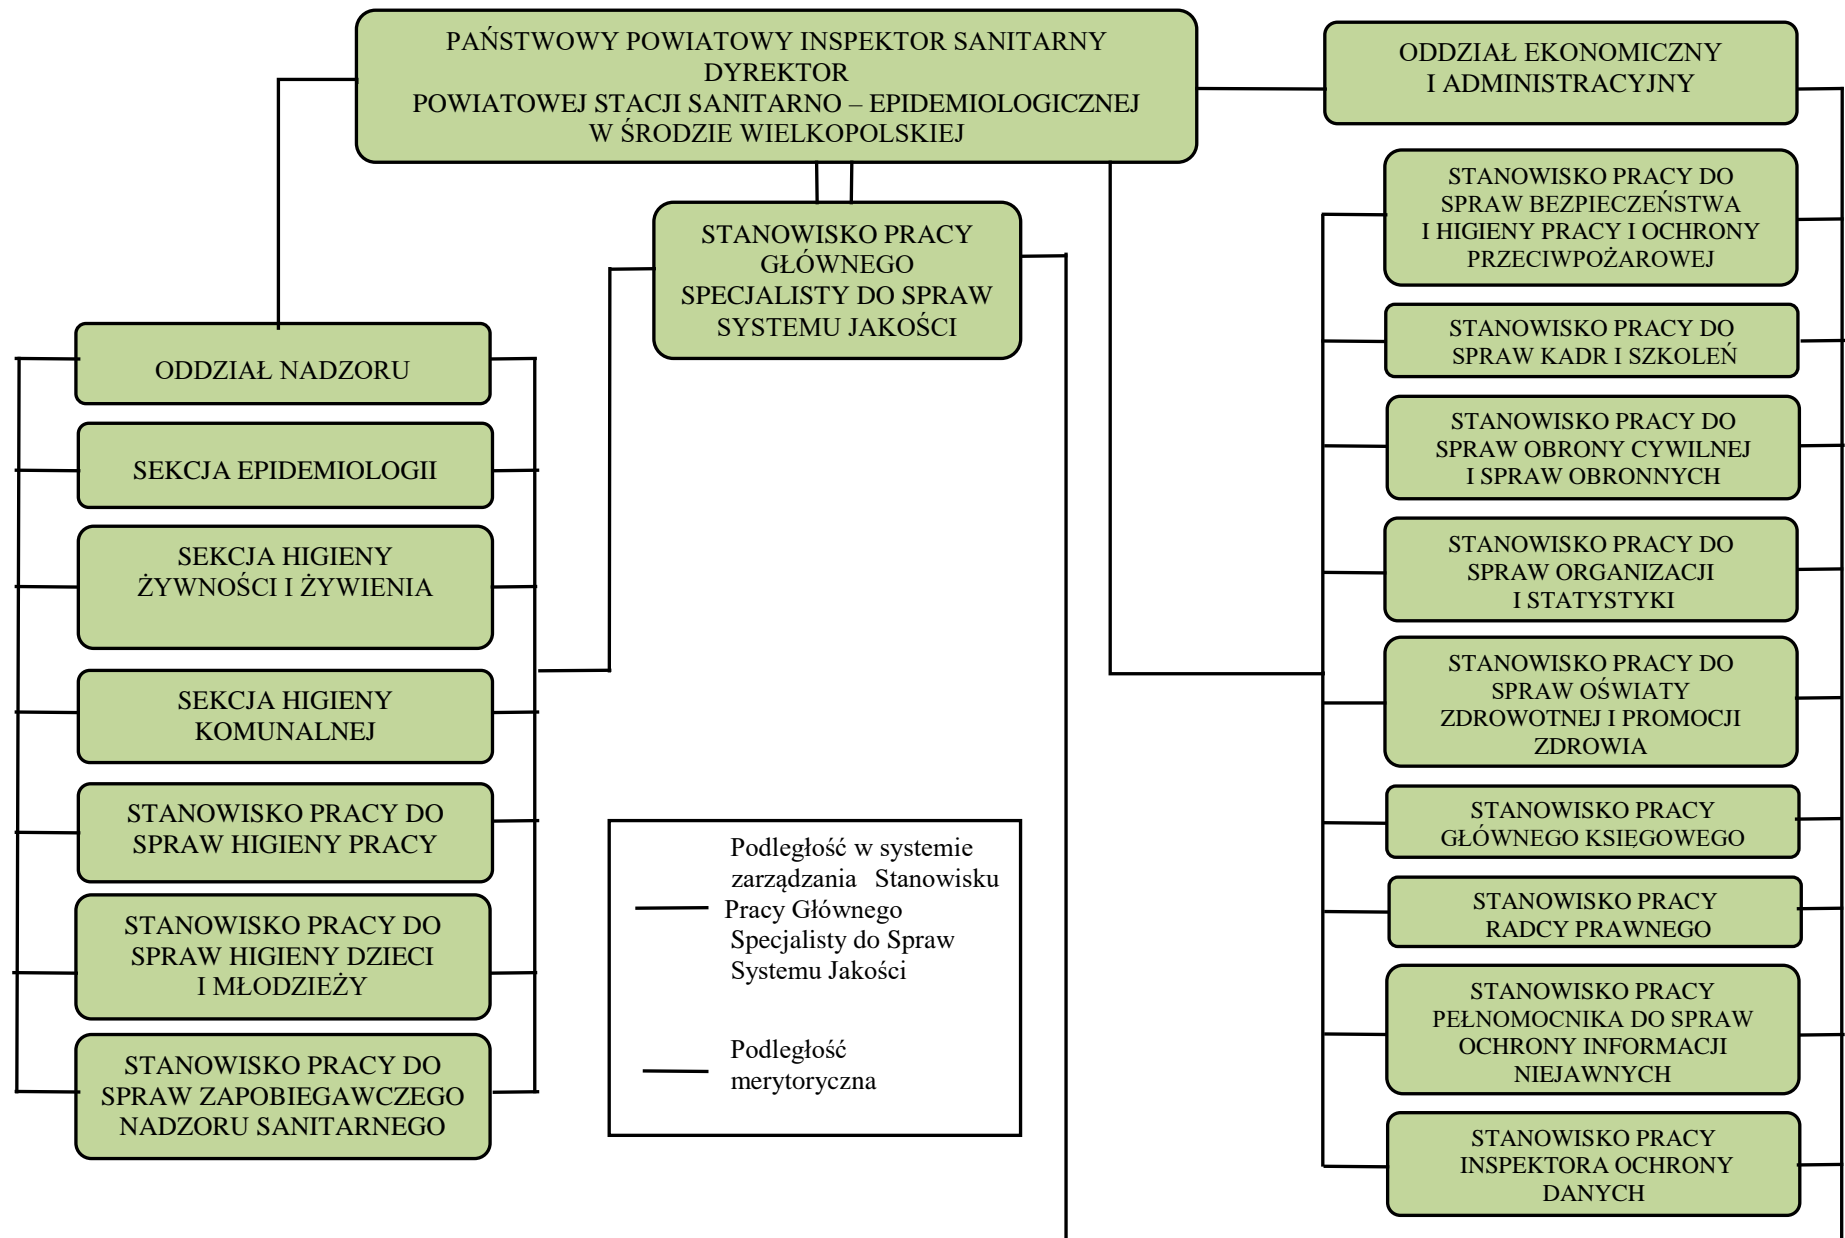 PAŃSTWOWY POWIATOWY INSPEKTOR SANITARNY
DYREKTOR
POWIATOWEJ STACJI SANITARNO – EPIDEMIOLOGICZNEJ
W ŚRODZIE WIELKOPOLSKIEJ
ODDZIAŁ EKONOMICZNY
I ADMINISTRACYJNY
STANOWISKO PRACY
GŁÓWNEGO
SPECJALISTY DO SPRAW
SYSTEMU JAKOŚCI
ODDZIAŁ NADZORU
SEKCJA EPIDEMIOLOGII
SEKCJA HIGIENY
ŻYWNOŚCI I ŻYWIENIA
SEKCJA HIGIENY
KOMUNALNEJ
STANOWISKO PRACY DO
SPRAW HIGIENY PRACY
STANOWISKO PRACY DO
SPRAW HIGIENY DZIECI
I MŁODZIEŻY
STANOWISKO PRACY DO
SPRAW ZAPOBIEGAWCZEGO
NADZORU SANITARNEGO
Podległość w systemie
zarządzania Stanowisku
Pracy Głównego
Specjalisty do Spraw
Systemu Jakości
Podległość
merytoryczna
STANOWISKO PRACY DO
SPRAW BEZPIECZEŃSTWA
I HIGIENY PRACY I OCHRONY
PRZECIWPOŻAROWEJ
STANOWISKO PRACY DO
SPRAW KADR I SZKOLEŃ
STANOWISKO PRACY DO
SPRAW OBRONY CYWILNEJ
I SPRAW OBRONNYCH
STANOWISKO PRACY DO
SPRAW ORGANIZACJI
I STATYSTYKI
STANOWISKO PRACY DO
SPRAW OŚWIATY
ZDROWOTNEJ I PROMOCJI
ZDROWIA
STANOWISKO PRACY
GŁÓWNEGO KSIĘGOWEGO
STANOWISKO PRACY
RADCY PRAWNEGO
STANOWISKO PRACY
PEŁNOMOCNIKA DO SPRAW
OCHRONY INFORMACJI
NIEJAWNYCH
STANOWISKO PRACY
INSPEKTORA OCHRONY
DANYCH